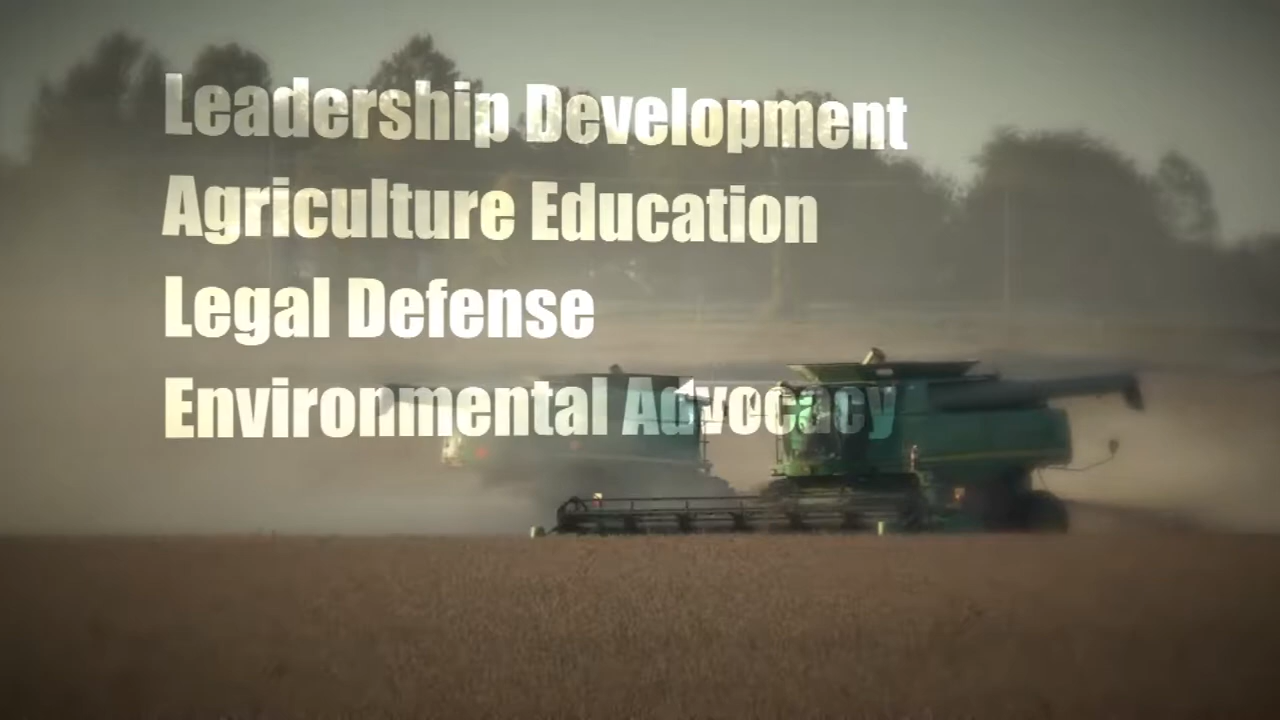 Leadership Development
Agriculture Education
Legal Defense
Environmental Advocacy